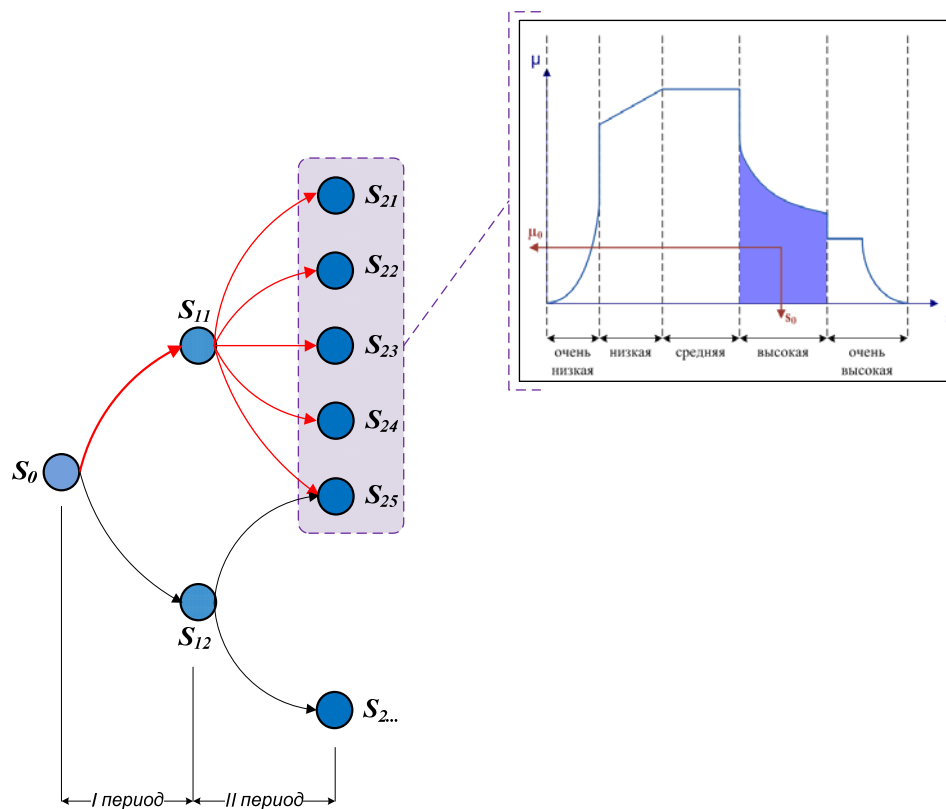 μ
μ₀
s₀
очень низкая
низкая
средняя
высокая
очень высокая
S₂₁
S₂₂
S₁₁
S₂₃
S₂₄
S₀
S₂₅
S₁₂
S₂...
I период
II период